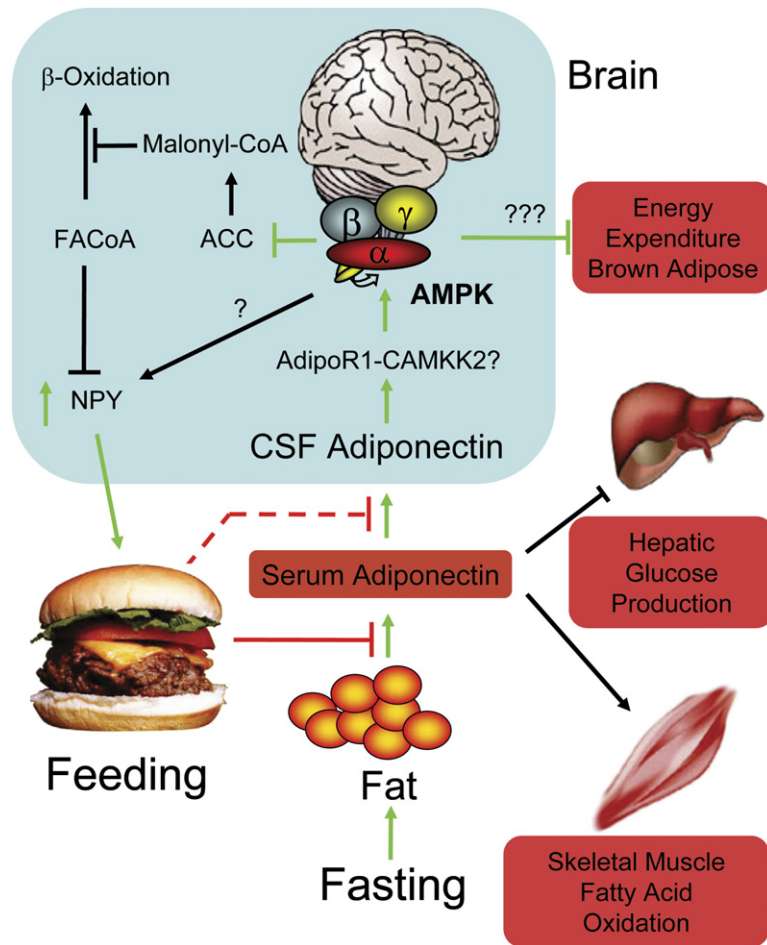 Brain
β-Oxidation
Malonyl-CoA
FACoA
ACC
β
γ
α
AMPK
???
Energy
Expenditure
Brown Adipose
?
AdipoR1-CAMKK2?
NPY
CSF Adiponectin
Serum Adiponectin
Hepatic
Glucose
Production
Feeding
Fat
Fasting
Skeletal Muscle
Fatty Acid
Oxidation